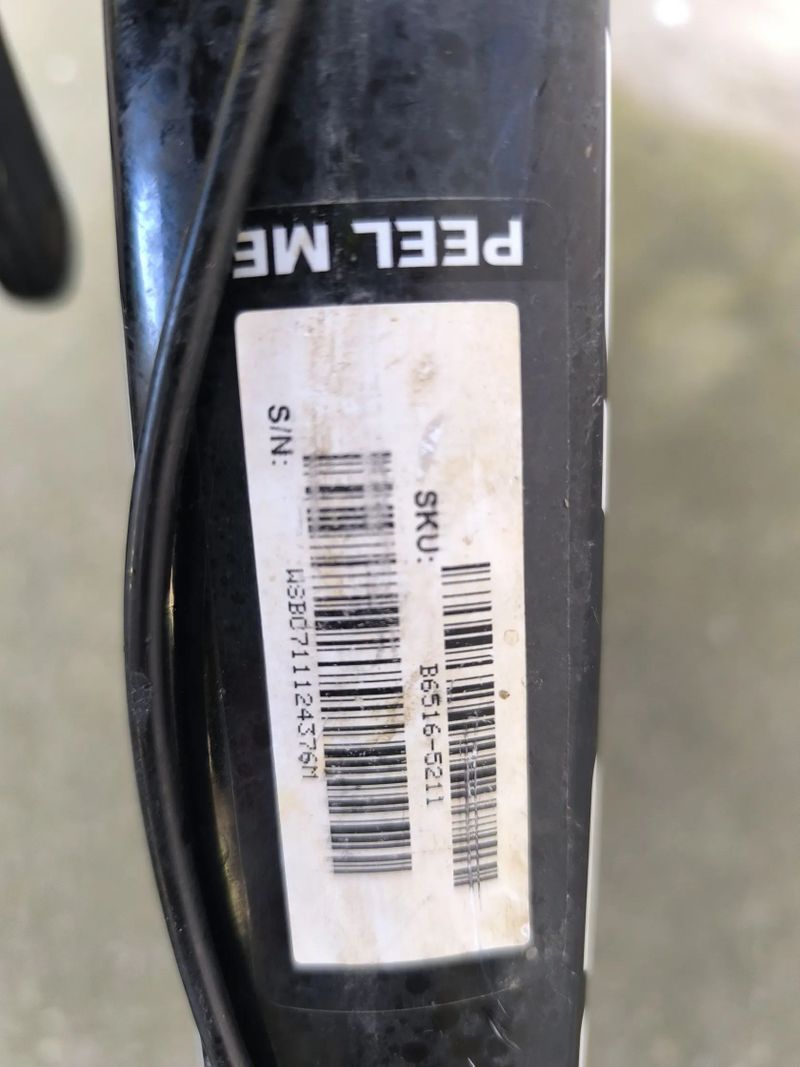 PEEL ME
SKU:
B6516-5211
S/N:
WSBC711124376M